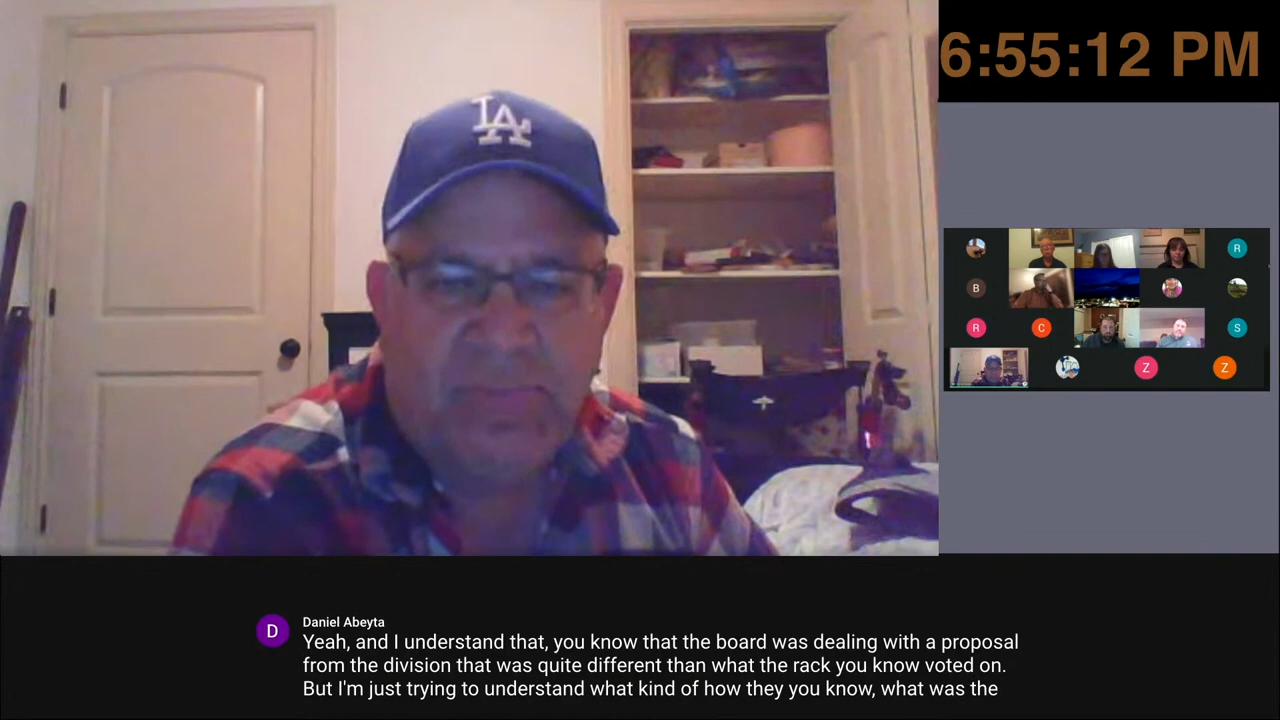 6:55:12 PM
LA
R
B
R
C
S
Z
Z
D
Daniel Abeyta
Yeah, and I understand that, you know that the board was dealing with a proposal
from the division that was quite different than what the rack you know voted on.
But I'm just trying to understand what kind of how they you know, what was the